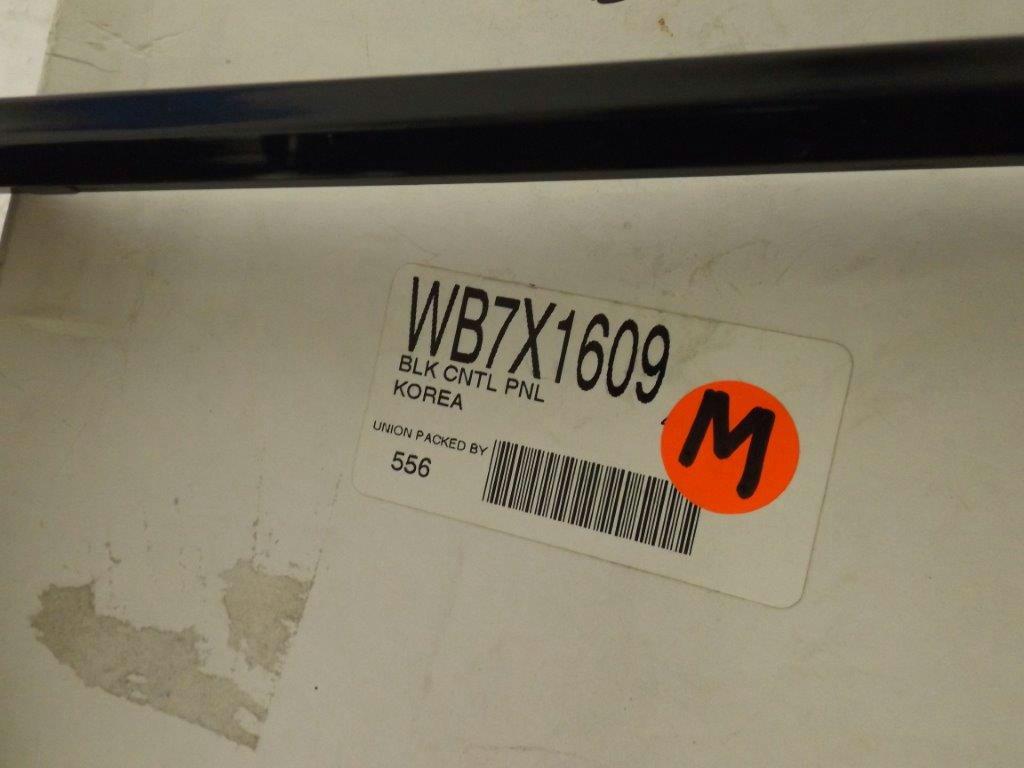 WB7X1609
BLK CNTL PNL
KOREA
UNION PACKED BY
556
M